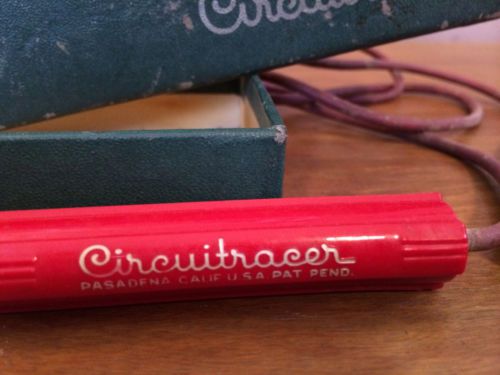 Circuitracer
PASADENA CALIF U.S.A. PAT. PEND.